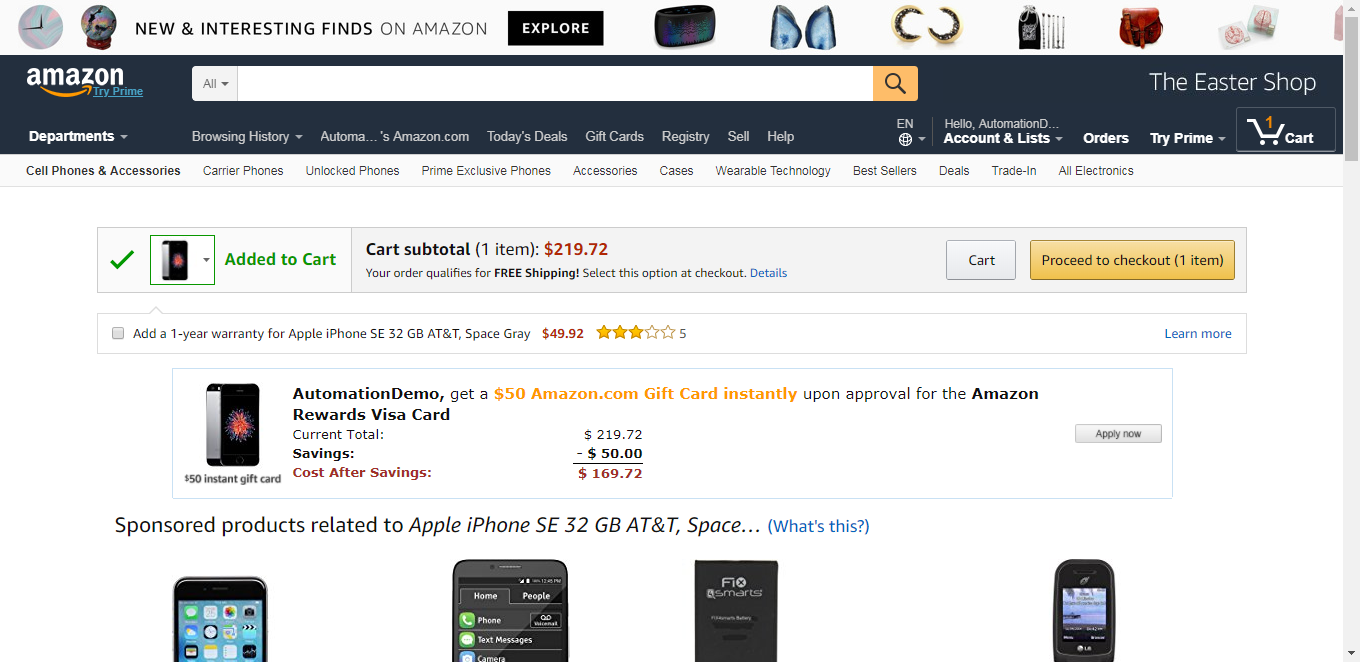 NEW & INTERESTING FINDS ON AMAZON EXPLORE
amazon
Try Prime
All
The Easter Shop
Departments
Browsing History Automa... 's Amazon.com Today's Deals Gift Cards Registry Sell Help
EN
Hello, AutomationD...
Account & Lists
Orders
Try Prime
1
Cart
Cell Phones & Accessories Carrier Phones Unlocked Phones Prime Exclusive Phones Accessories Cases Wearable Technology Best Sellers Deals Trade-In All Electronics
Added to Cart
Cart subtotal (1 item): $219.72
Your order qualifies for FREE Shipping! Select this option at checkout. Details
Cart
Proceed to checkout (1 item)
Add a 1-year warranty for Apple iPhone SE 32 GB AT&T, Space Gray $49.92 5 Learn more
AutomationDemo, get a $50 Amazon.com Gift Card instantly upon approval for the Amazon
Rewards Visa Card
Current Total: $ 219.72
Savings: - $ 50.00
Cost After Savings: $ 169.72
$50 instant gift card
Apply now
Sponsored products related to Apple iPhone SE 32 GB AT&T, Space… (What's this?)
12:45 PM
Home People
Phone
Voicemail
Text Messages
Camera
F1X
smarts
LG